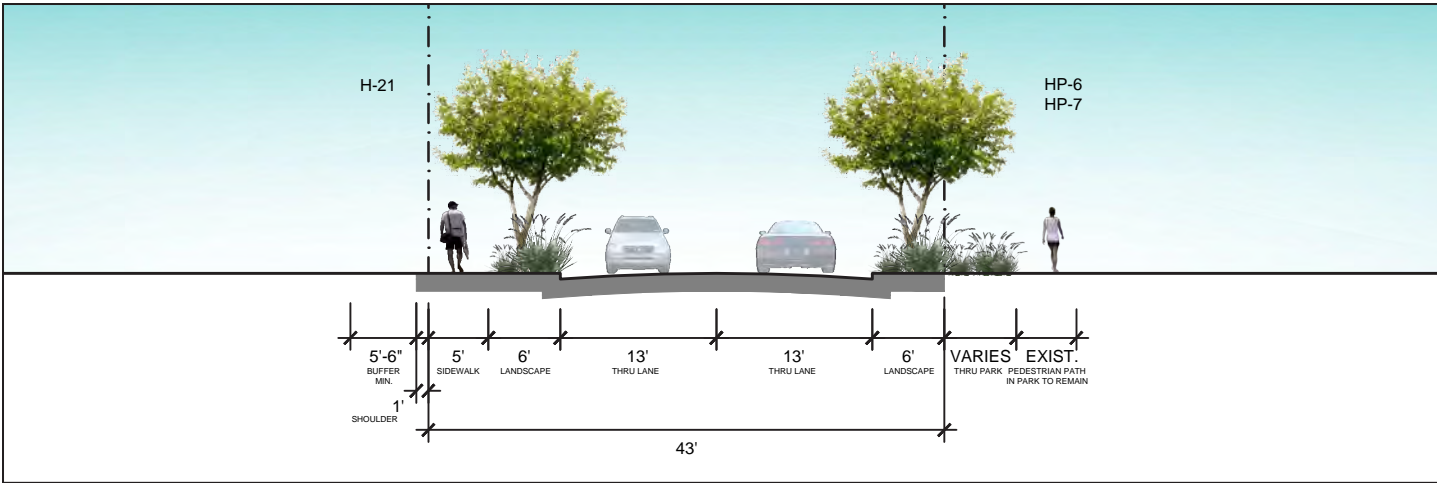 H-21
HP-6
HP-7
5'-6"
BUFFER
MIN.
5'
SIDEWALK
6'
LANDSCAPE
13'
THRU LANE
13'
THRU LANE
6'
LANDSCAPE
VARIES
THRU PARK
EXIST.
PEDESTRIAN PATH
IN PARK TO REMAIN
1'
SHOULDER
43'